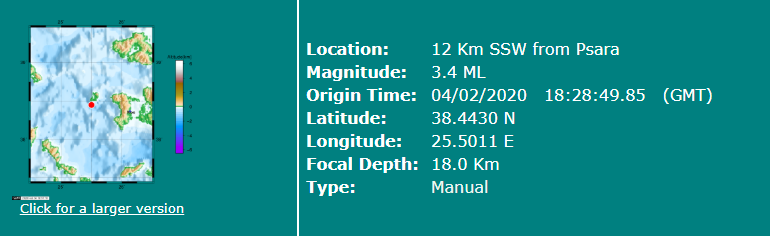 Location: 12 Km SSW from Psara
Magnitude: 3.4 ML
Origin Time: 04/02/2020 18:28:49.85 (GMT)
Latitude: 38.4430 N
Longitude: 25.5011 E
Focal Depth: 18.0 Km
Type: Manual
Click for a larger version